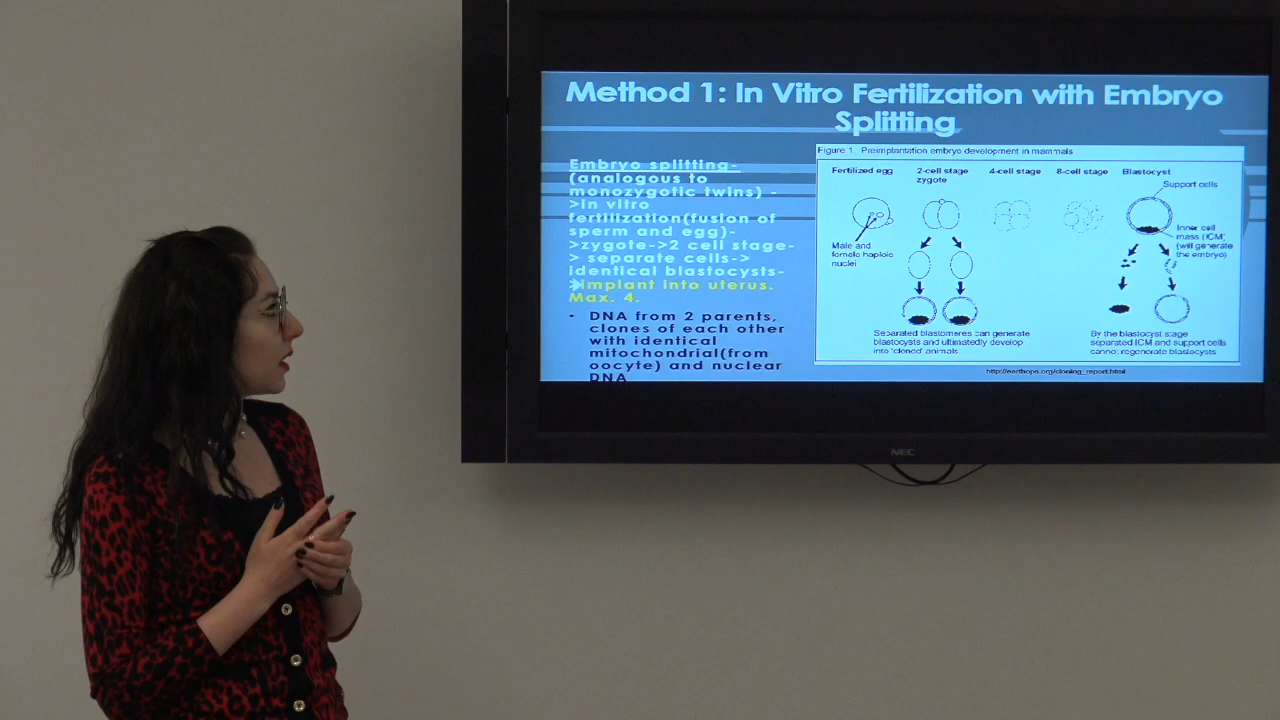 Method 1: In Vitro Fertilization with Embryo
Splitting
Embryo splitting-
(analogous to
monozygotic twins) -
>in vitro
fertilization(fusion of
sperm and egg)-
>zygote->2 cell stage-
> separate cells->
identical blastocysts-
>implant into uterus.
Max. 4.
• DNA from 2 parents,
clones of each other
with identical
mitochondrial(from
oocyte) and nuclear
DNA
Figure 1. Preimplantation embryo development in mammals
Fertilized egg
2-cell stage
zygote
4-cell stage
8-cell stage
Blastocyst
Support cells
Inner cell
mass (ICM)
(will generate
the embryo)
Male and
female haploic
nuclei
Separated blastomeres can generate
blastocysts and ultimatedly develop
into 'cloned' animals
By the blastocyst stage
separated ICM and support cells
cannot regenerate blastocysts
NEC